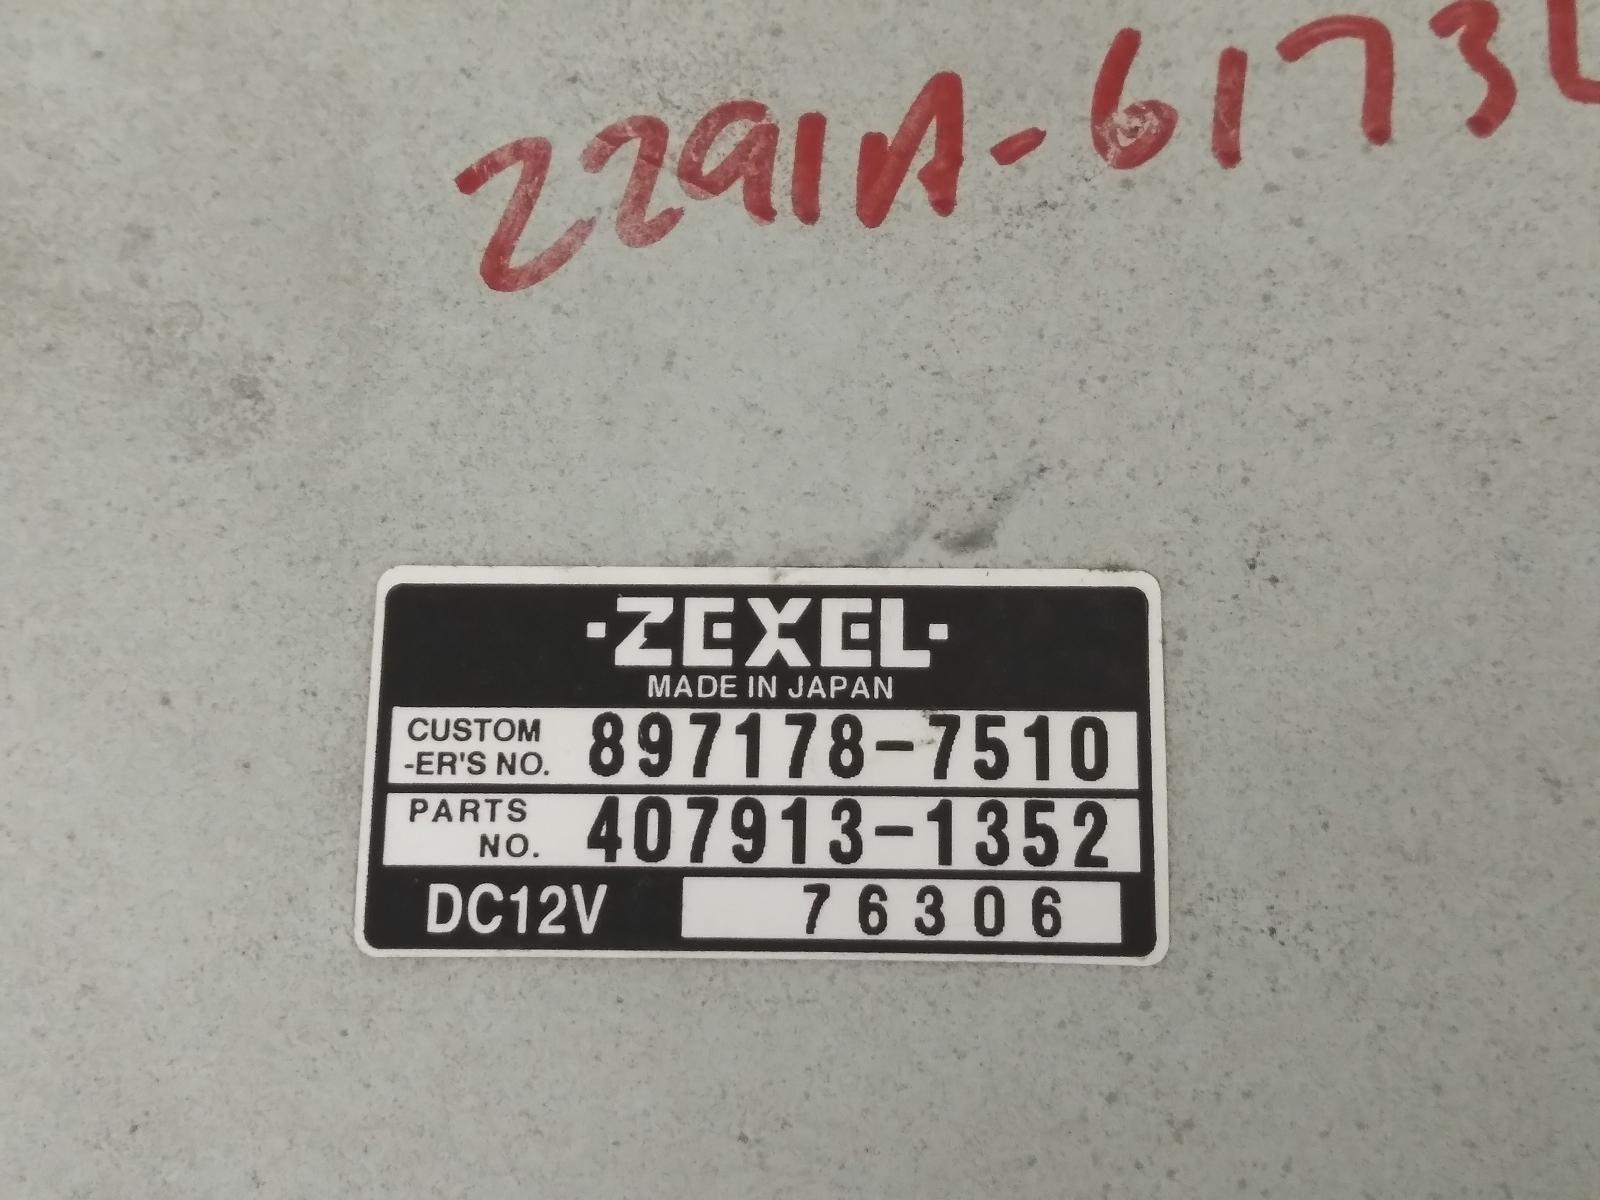 2291A-6173
·ZEXEL·
MADE IN JAPAN
CUSTOM
-ER'S NO. 897178-7510
PARTS
NO. 407913-1352
DC12V 76306